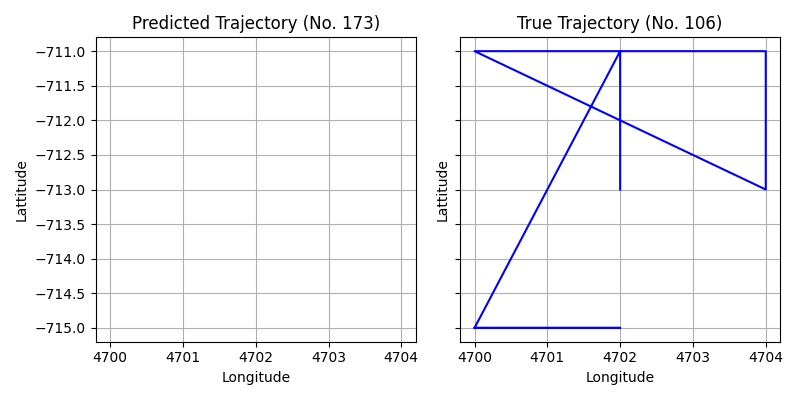 Predicted Trajectory (No. 173)
−711.0
−711.5
−712.0
−712.5
−713.0
−713.5
−714.0
−714.5
−715.0
Lattitude
4700 4701 4702 4703 4704
Longitude
True Trajectory (No. 106)
Lattitude
4700 4701 4702 4703 4704
Longitude